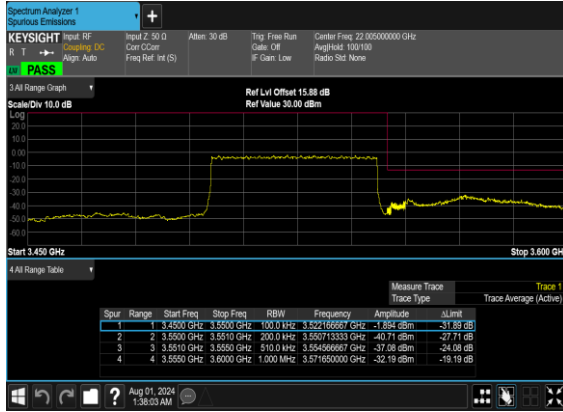 Spectrum Analyzer 1
Spurious Emissions
+
KEYSIGHT Input: RF Input Z: 50 Ω Atten: 30 dB Trig: Free Run Center Freq: 22.005000000 GHz
R T Coupling: DC Corr CCorr Gate: Off Avg|Hold: 100/100
Align: Auto Freq Ref: Int (S) IF Gain: Low Radio Std: None
PASS
3 All Range Graph Ref Lvl Offset 15.88 dB
Scale/Div 10.0 dB Ref Value 30.00 dBm
Log
20.0
10.0
0.00
-10.0
-20.0
-30.0
-40.0
-50.0
-60.0
Start 3.450 GHz Stop 3.600 GH
4 All Range Table
Measure Trace Trace 1
Trace Type Trace Average (Active)
Spur Range Start Freq Stop Freq RBW Frequency Amplitude ΔLimit
1 1 3.4500 GHz 3.5500 GHz 100.0 kHz 3.522166667 GHz -1.894 dBm -31.89 dB
2 2 3.5500 GHz 3.5510 GHz 200.0 kHz 3.550713333 GHz -40.71 dBm -27.71 dB
3 3 3.5510 GHz 3.5550 GHz 510.0 kHz 3.554566667 GHz -37.08 dBm -24.08 dB
4 4 3.5550 GHz 3.6000 GHz 1.000 MHz 3.571650000 GHz -32.19 dBm -19.19 dB
? Aug 01, 2024
1:38:03 AM